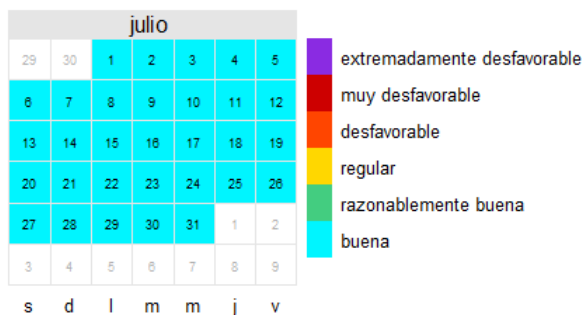 julio
29 30 1 2 3 4 5
6 7 8 9 10 11 12
13 14 15 16 17 18 19
20 21 22 23 24 25 26
27 28 29 30 31 1 2
3 4 5 6 7 8 9
s d l m m j v
extremadamente desfavorable
muy desfavorable
desfavorable
regular
razonablemente buena
buena